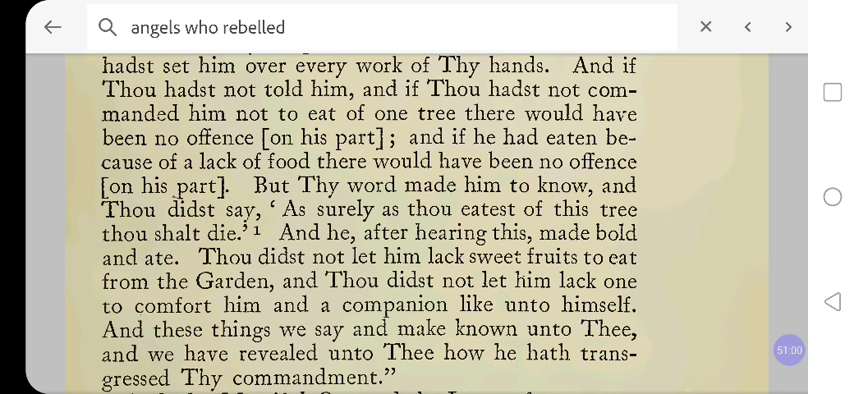 angels who rebelled
hadst set him over every work of Thy hands. And if
Thou hadst not told him, and if Thou hadst not com-
manded him not to eat of one tree there would have
been no offence [on his part]; and if he had eaten be-
cause of a lack of food there would have been no offence
[on his part]. But Thy word made him to know, and
Thou didst say, ‘ As surely as thou eatest of this tree
thou shalt die.’ 1 And he, after hearing this, made bold
and ate. Thou didst not let him lack sweet fruits to eat
from the Garden, and Thou didst not let him lack one
to comfort him and a companion like unto himself.
And these things we say and make known unto Thee,
and we have revealed unto Thee how he hath trans-
gressed Thy commandment.”
51:00